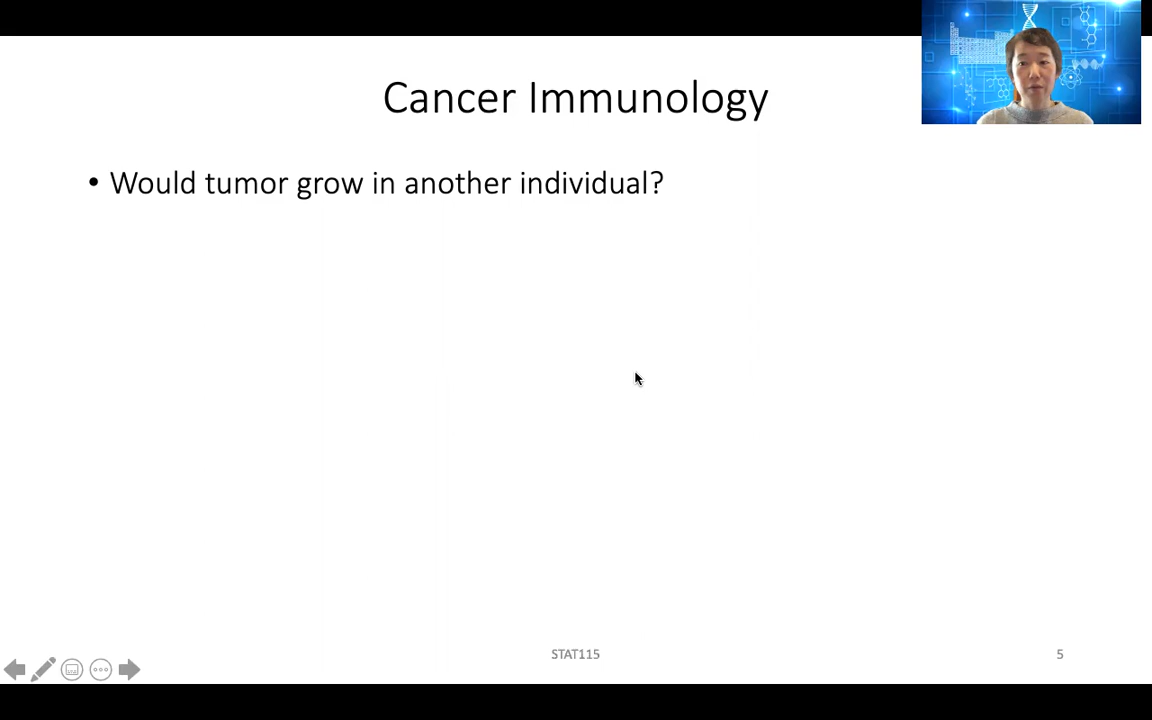 Cancer Immunology
• Would tumor grow in another individual?
STAT115
5